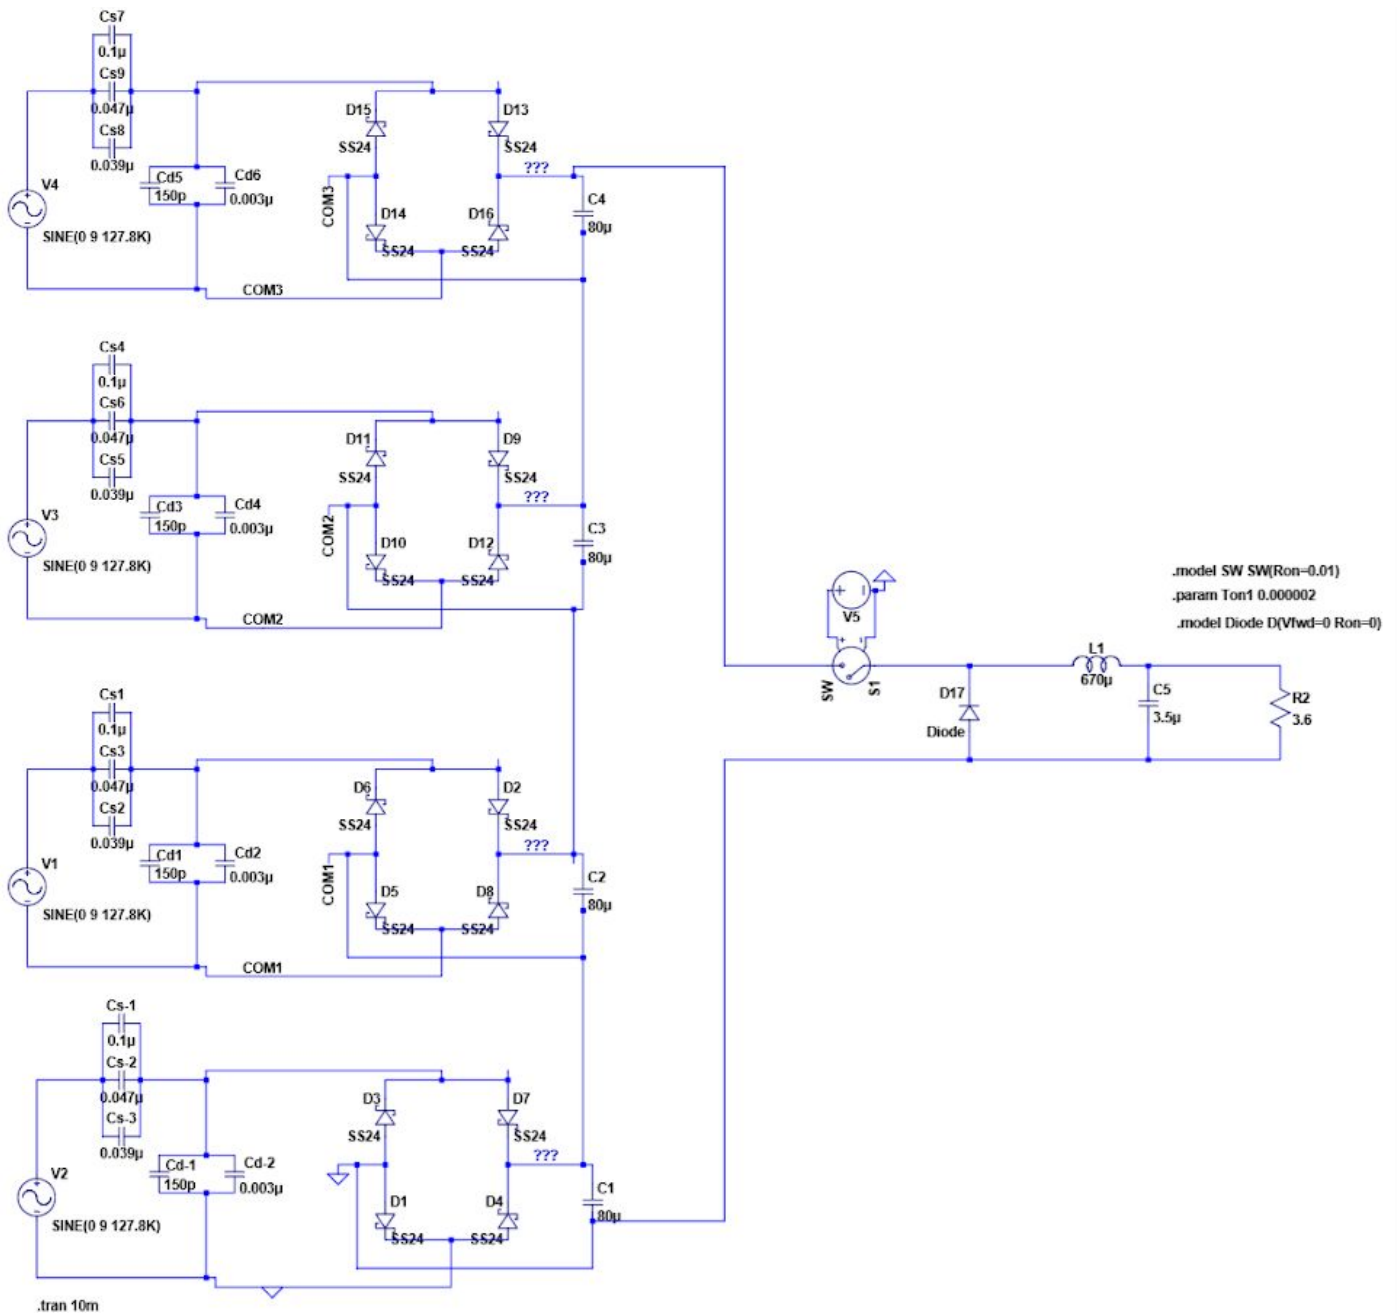 Cs7
0.1µ
Cs9
0.047µ
Cs8
0.039µ
V4
SINE(0 9 127.8K)
Cd5
150p
Cd6
0.003µ
COM3
D15
SS24
D13
SS24
???
COM3
D14
SS24
D16
SS24
C4
80µ
Cs4
0.1µ
Cs6
0.047µ
Cs5
0.039µ
V3
SINE(0 9 127.8K)
Cd3
150p
Cd4
0.003µ
COM2
D11
SS24
D9
SS24
???
COM2
D10
SS24
D12
SS24
C3
80µ
Cs1
0.1µ
Cs3
0.047µ
Cs2
0.039µ
V1
SINE(0 9 127.8K)
Cd1
150p
Cd2
0.003µ
COM1
D6
SS24
D2
SS24
???
COM1
D5
SS24
D8
SS24
C2
80µ
Cs-1
0.1µ
Cs-2
0.047µ
Cs-3
0.039µ
V2
SINE(0 9 127.8K)
Cd-1
150p
Cd-2
0.003µ
D3
SS24
D7
SS24
???
D1
SS24
D4
SS24
C1
80µ
.tran 10m
V5
SW
S1
D17
Diode
L1
670µ
C5
3.5µ
R2
3.6
.model SW SW(Ron=0.01)
.param Ton1 0.000002
.model Diode D(Vfwd=0 Ron=0)